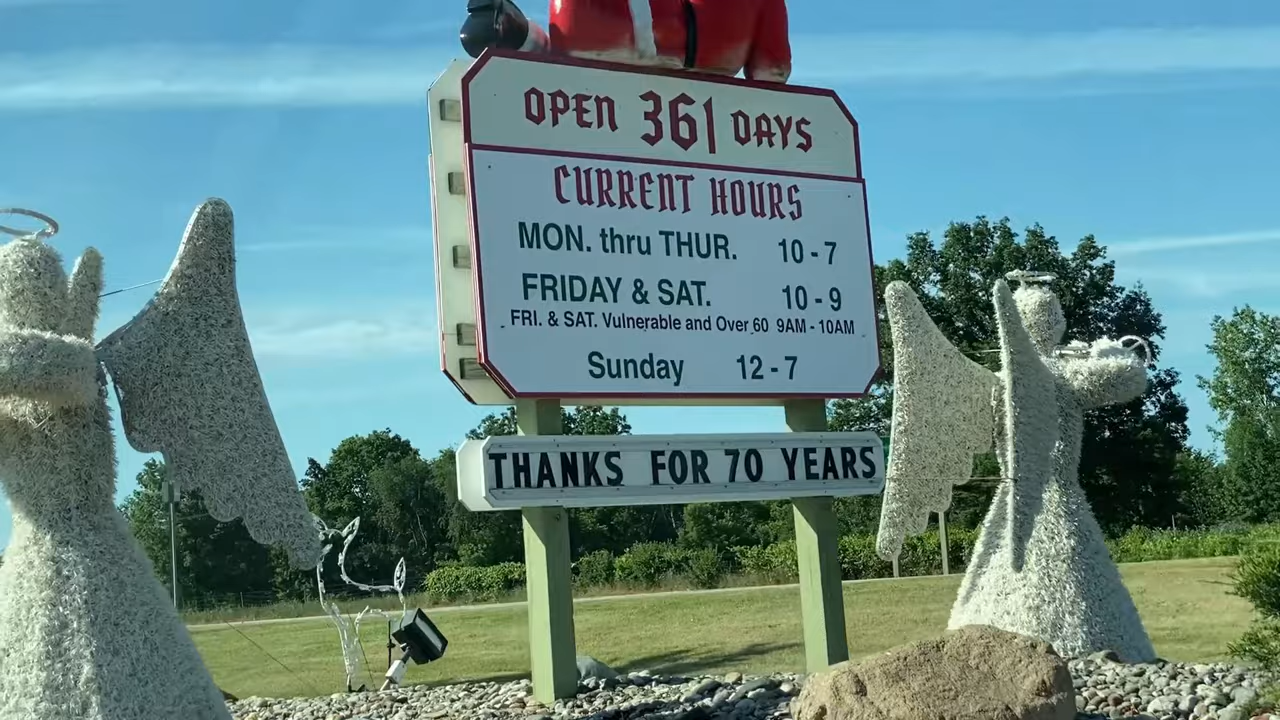 OPEN 361 DAYS
CURRENT HOURS
MON. thru THUR. 10 - 7
FRIDAY & SAT. 10 - 9
FRI. & SAT. Vulnerable and Over 60 9AM - 10AM
Sunday 12 - 7
THANKS FOR 70 YEARS